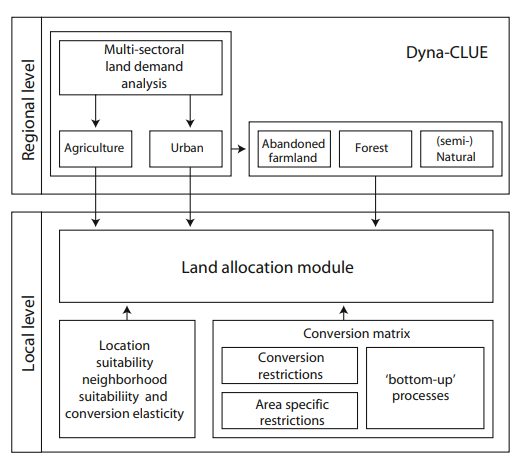 Regional level
Dyna-CLUE
Multi-sectoral
land demand
analysis
Agriculture
Urban
Abandoned
farmland
Forest
(semi-)
Natural
Local level
Land allocation module
Location
suitability
neighborhood
suitabiliity and
conversion elasticity
Conversion matrix
Conversion
restrictions
Area specific
restrictions
‘bottom-up’
processes